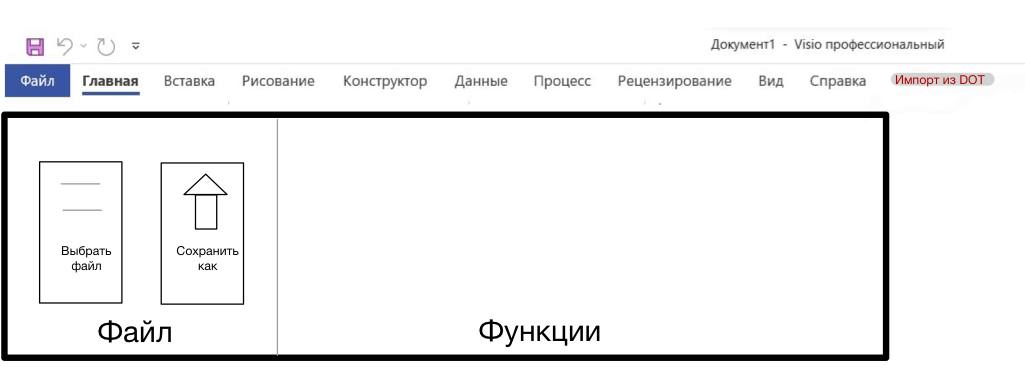 Документ1 - Visio профессиональный
Файл Главная Вставка Рисование Конструктор Данные Процесс Рецензирование Вид Справка Импорт из DOT
Выбрать
файл
Сохранить
как
Файл
Функции